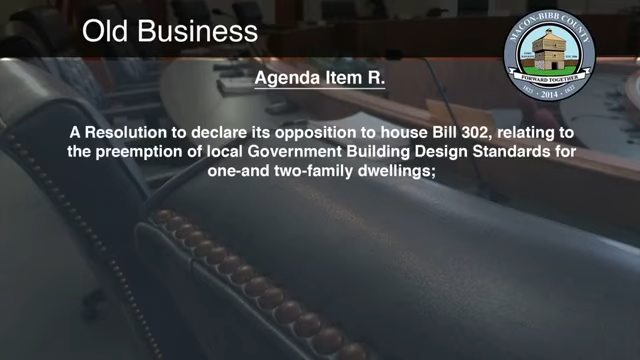 Old Business
MACON-BIBB COUNTY
FORWARD TOGETHER
1823 · 2014 · 1822
Agenda Item R.
A Resolution to declare its opposition to house Bill 302, relating to
the preemption of local Government Building Design Standards for
one-and two-family dwellings;